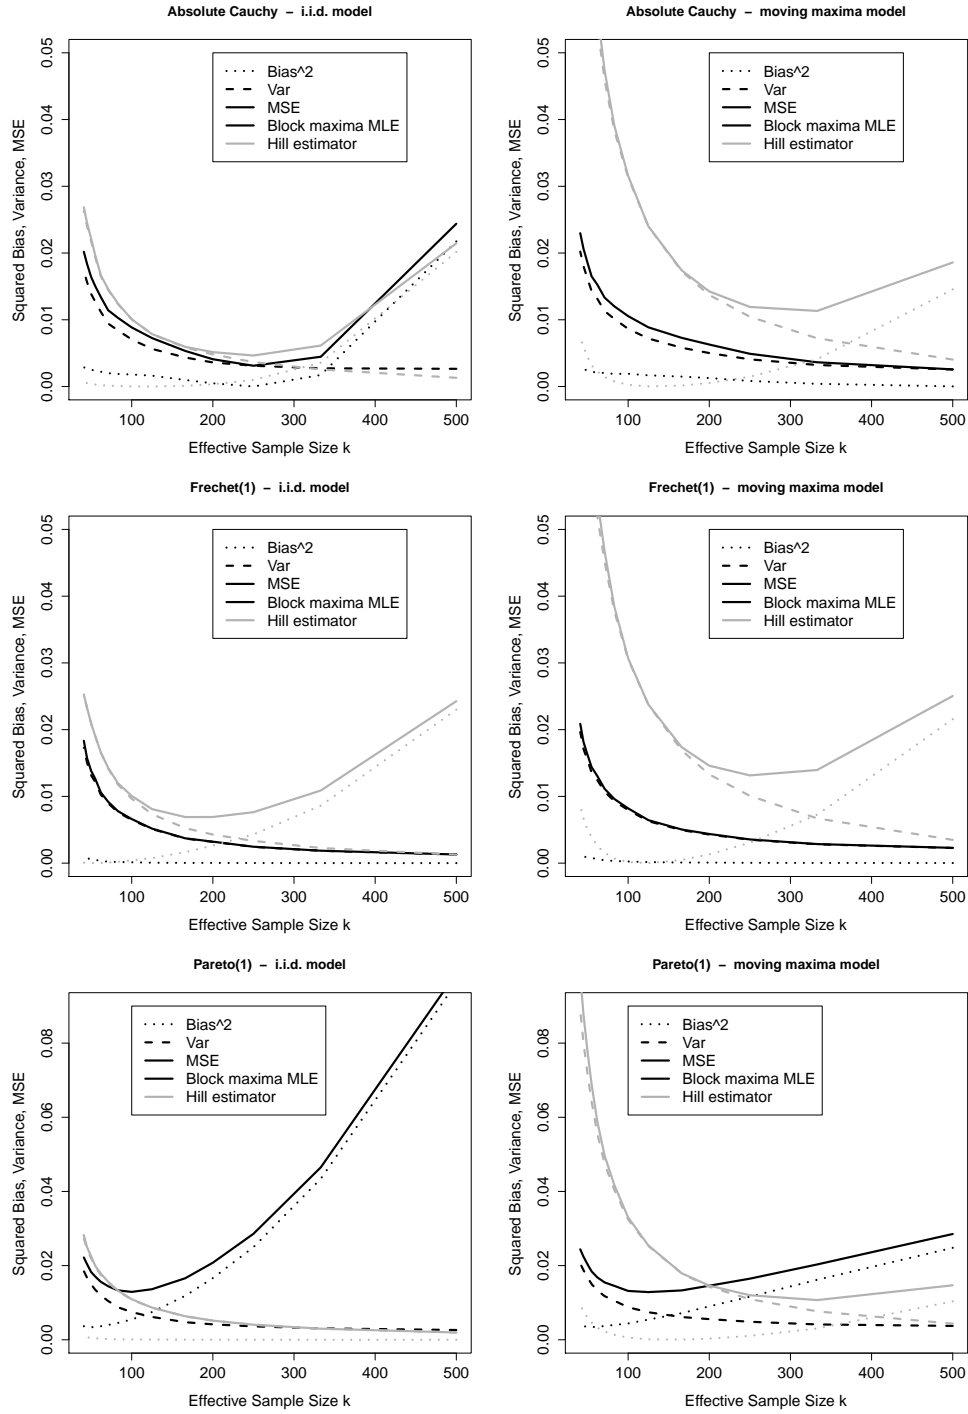 Absolute Cauchy – i.i.d. model
Squared Bias, Variance, MSE
0.00 0.01 0.02 0.03 0.04 0.05
Bias^2
Var
MSE
Block maxima MLE
Hill estimator
100 200 300 400 500
Effective Sample Size k
Absolute Cauchy – moving maxima model
Squared Bias, Variance, MSE
0.00 0.01 0.02 0.03 0.04 0.05
Bias^2
Var
MSE
Block maxima MLE
Hill estimator
100 200 300 400 500
Effective Sample Size k
Frechet(1) – i.i.d. model
Squared Bias, Variance, MSE
0.00 0.01 0.02 0.03 0.04 0.05
Bias^2
Var
MSE
Block maxima MLE
Hill estimator
100 200 300 400 500
Effective Sample Size k
Frechet(1) – moving maxima model
Squared Bias, Variance, MSE
0.00 0.01 0.02 0.03 0.04 0.05
Bias^2
Var
MSE
Block maxima MLE
Hill estimator
100 200 300 400 500
Effective Sample Size k
Pareto(1) – i.i.d. model
Squared Bias, Variance, MSE
0.00 0.02 0.04 0.06 0.08
Bias^2
Var
MSE
Block maxima MLE
Hill estimator
100 200 300 400 500
Effective Sample Size k
Pareto(1) – moving maxima model
Squared Bias, Variance, MSE
0.00 0.02 0.04 0.06 0.08
Bias^2
Var
MSE
Block maxima MLE
Hill estimator
100 200 300 400 500
Effective Sample Size k